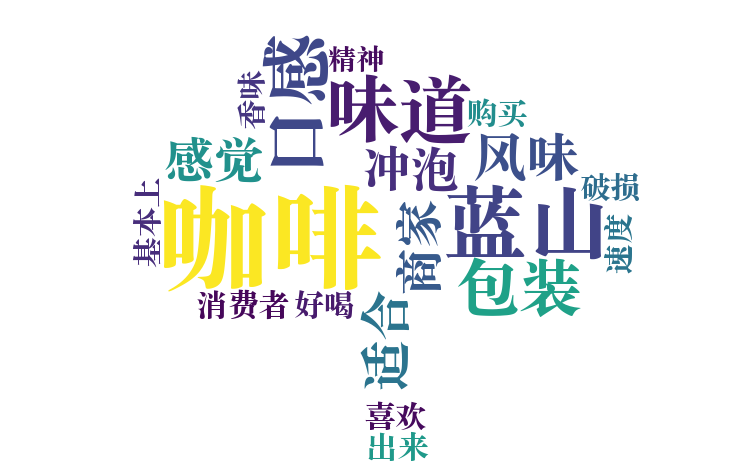 精神
口感
香味
味道
购买
感觉
冲泡
风味
破损
基本上
咖啡
商家
蓝山
速度
包装
消费者
好喝
适合
喜欢
出来